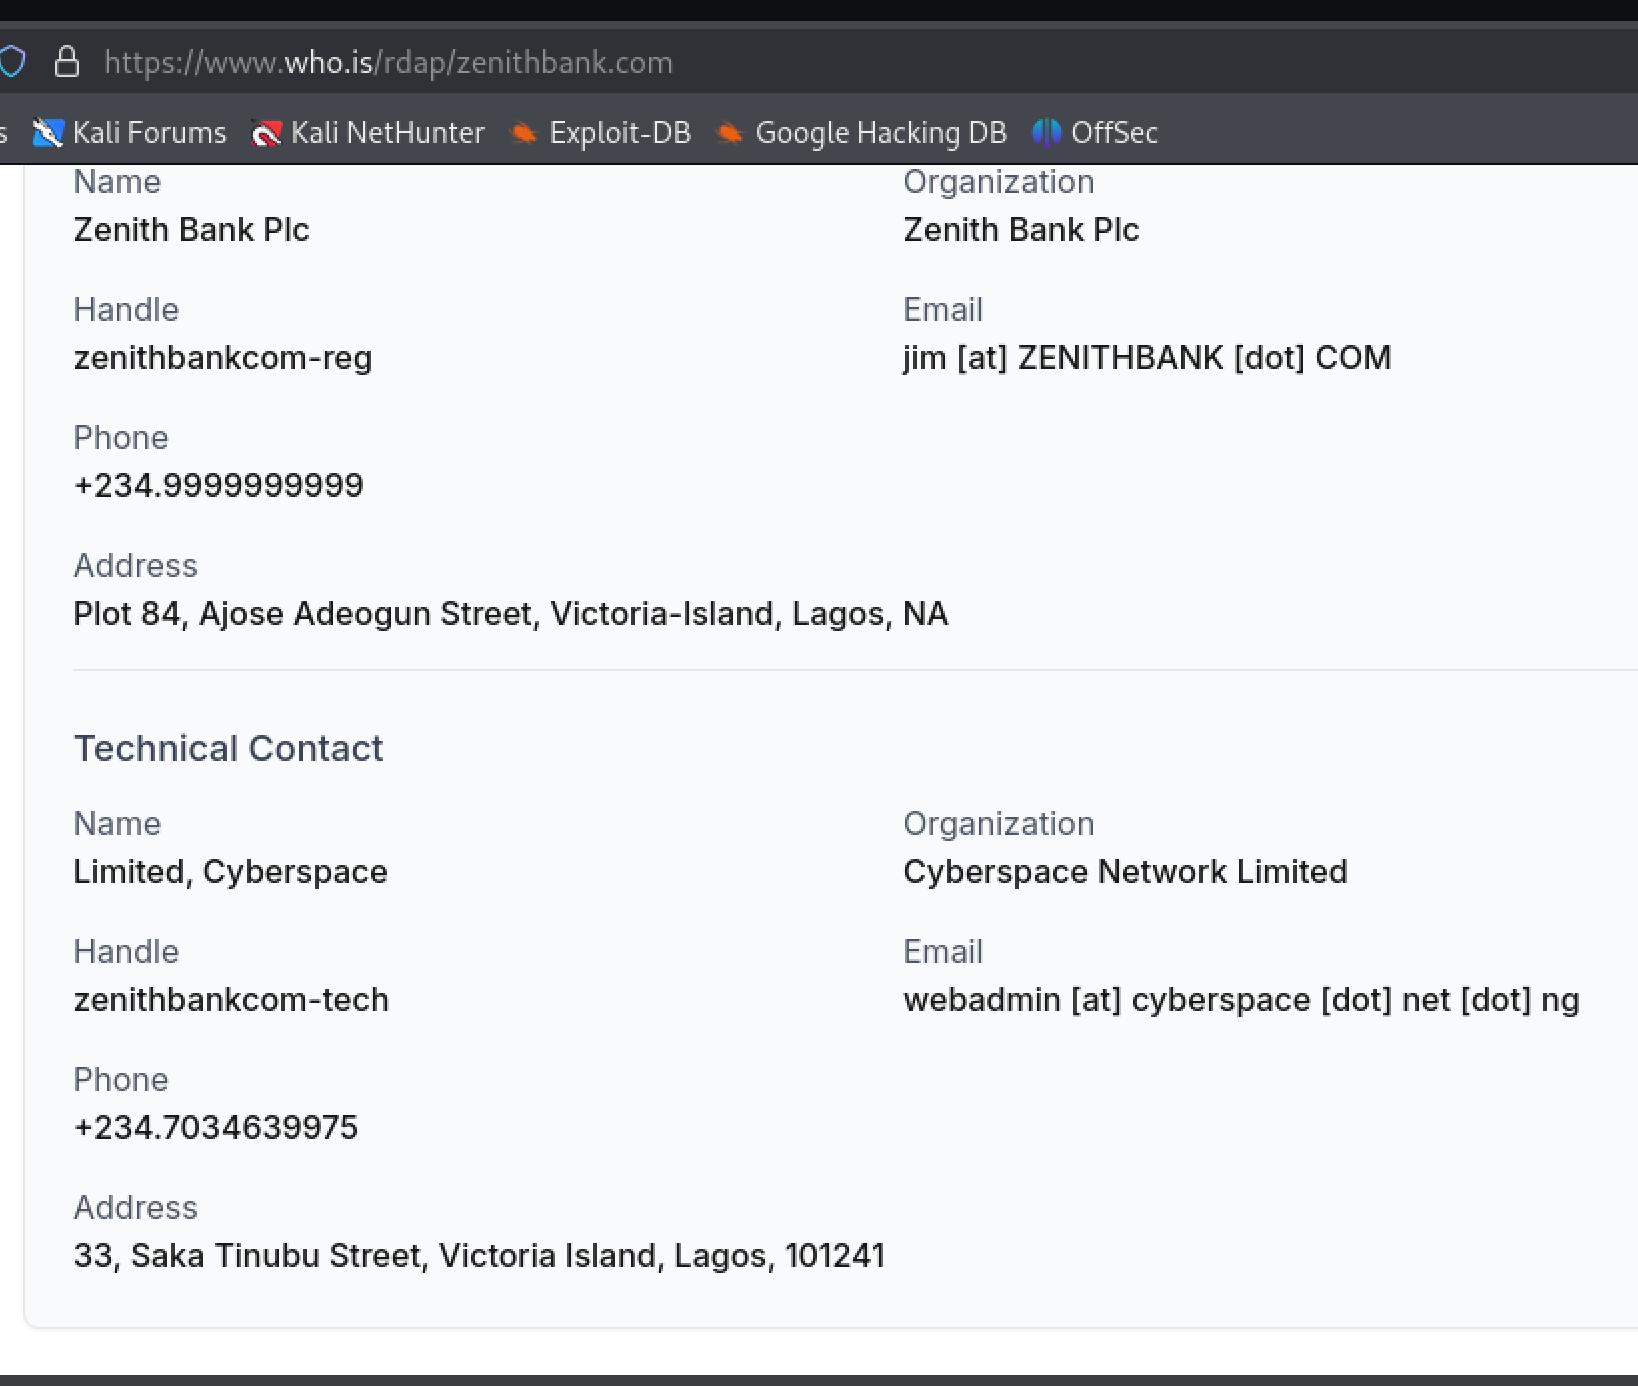 https://www.who.is/rdap/zenithbank.com
s Kali Forums Kali NetHunter Exploit-DB Google Hacking DB OffSec
Name Organization
Zenith Bank Plc Zenith Bank Plc
Handle Email
zenithbankcom-reg jim [at] ZENITHBANK [dot] COM
Phone
+234.9999999999
Address
Plot 84, Ajose Adeogun Street, Victoria-Island, Lagos, NA
Technical Contact
Name Organization
Limited, Cyberspace Cyberspace Network Limited
Handle Email
zenithbankcom-tech webadmin [at] cyberspace [dot] net [dot] ng
Phone
+234.7034639975
Address
33, Saka Tinubu Street, Victoria Island, Lagos, 101241